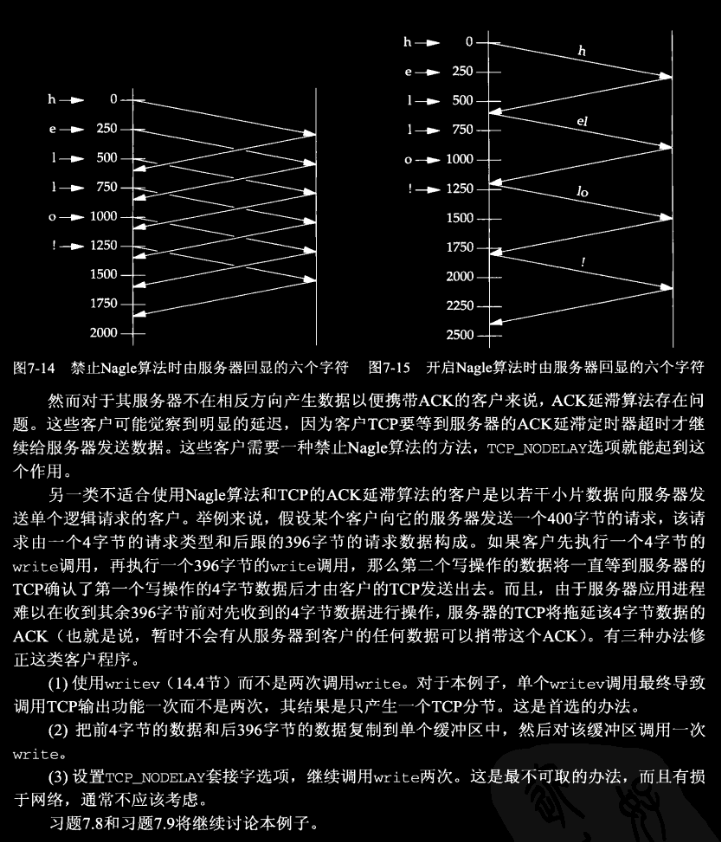 h 0
e 250
l 500
l 750
o 1000
! 1250
1500
1750
2000
h 0
e 250
l 500
l 750
o 1000
! 1250
1500
1750
2000
2250
2500
h
el
lo
!
图7-14 禁止Nagle算法时由服务器回显的六个字符
图7-15 开启Nagle算法时由服务器回显的六个字符
然而对于其服务器不在相反方向产生数据以便携带ACK的客户来说，ACK延滞算法存在问
题。这些客户可能觉察到明显的延迟，因为客户TCP要等到服务器的ACK延滞定时器超时才继
续给服务器发送数据。这些客户需要一种禁止Nagle算法的方法，TCP_NODELAY选项就能起到这
个作用。
另一类不适合使用Nagle算法和TCP的ACK延滞算法的客户是以若干小片数据向服务器发
送单个逻辑请求的客户。举例来说，假设某个客户向它的服务器发送一个400字节的请求，该请
求由一个4字节的请求类型和后跟的396字节的请求数据构成。如果客户先执行一个4字节的
write调用，再执行一个396字节的write调用，那么第二个写操作的数据将一直等到服务器的
TCP确认了第一个写操作的4字节数据后才由客户的TCP发送出去。而且，由于服务器应用进程
难以在收到其余396字节前对先收到的4字节数据进行操作，服务器的TCP将拖延该4字节数据的
ACK（也就是说，暂时不会有从服务器到客户的任何数据可以捎带这个ACK）。有三种办法修
正这类客户程序。
(1) 使用writev（14.4节）而不是两次调用write。对于本例子，单个writev调用最终导致
调用TCP输出功能一次而不是两次，其结果是只产生一个TCP分节。这是首选的办法。
(2) 把前4字节的数据和后396字节的数据复制到单个缓冲区中，然后对该缓冲区调用一次
write。
(3) 设置TCP_NODELAY套接字选项，继续调用write两次。这是最不可取的办法，而且有损
于网络，通常不应该考虑。
习题7.8和习题7.9将继续讨论本例子。